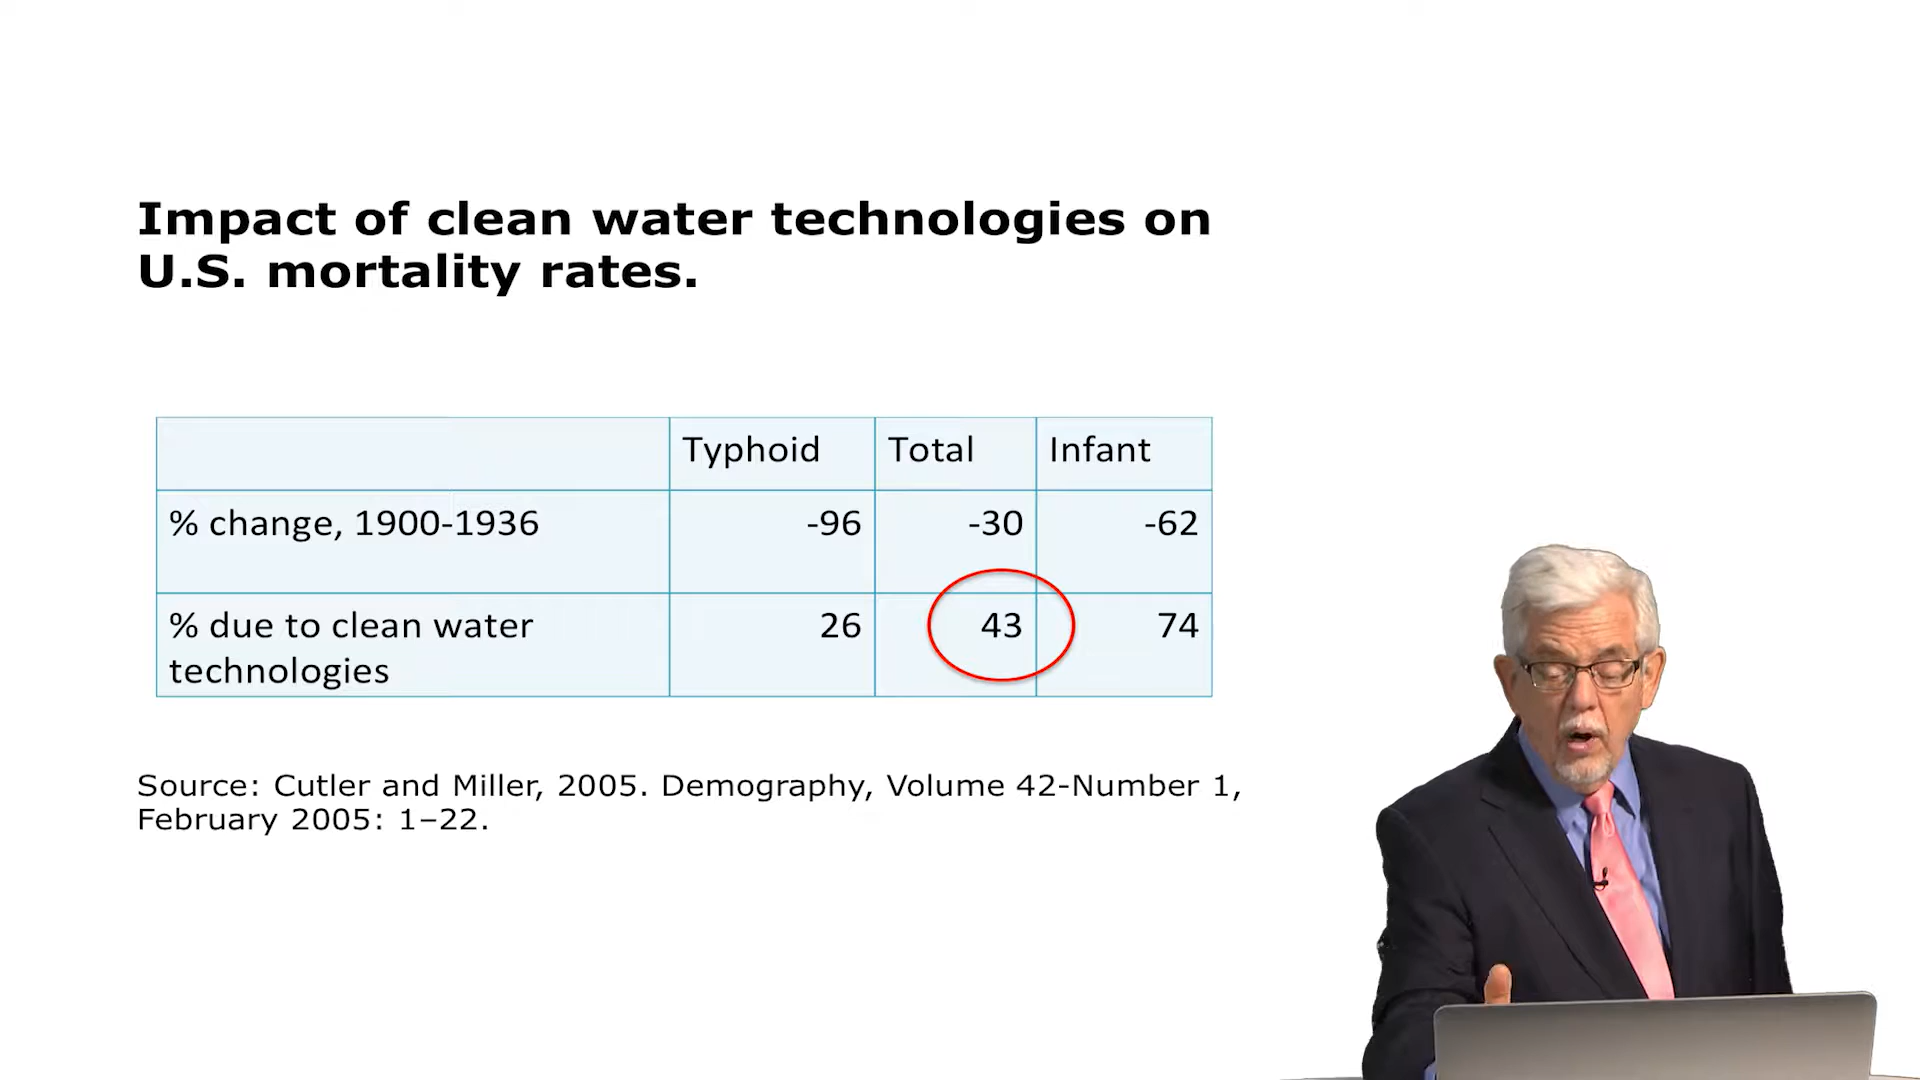 Impact of clean water technologies on
U.S. mortality rates.
Typhoid Total Infant
% change, 1900-1936 -96 -30 -62
% due to clean water 26 43 74
technologies
Source: Cutler and Miller, 2005. Demography, Volume 42-Number 1,
February 2005: 1–22.